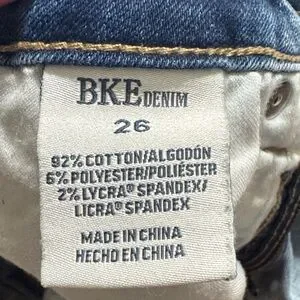 BKE DENIM
26
92% COTTON/ALGODÓN
6% POLYESTER/POLIÉSTER
2% LYCRA® SPANDEX/
LICRA® SPANDEX
MADE IN CHINA
HECHO EN CHINA